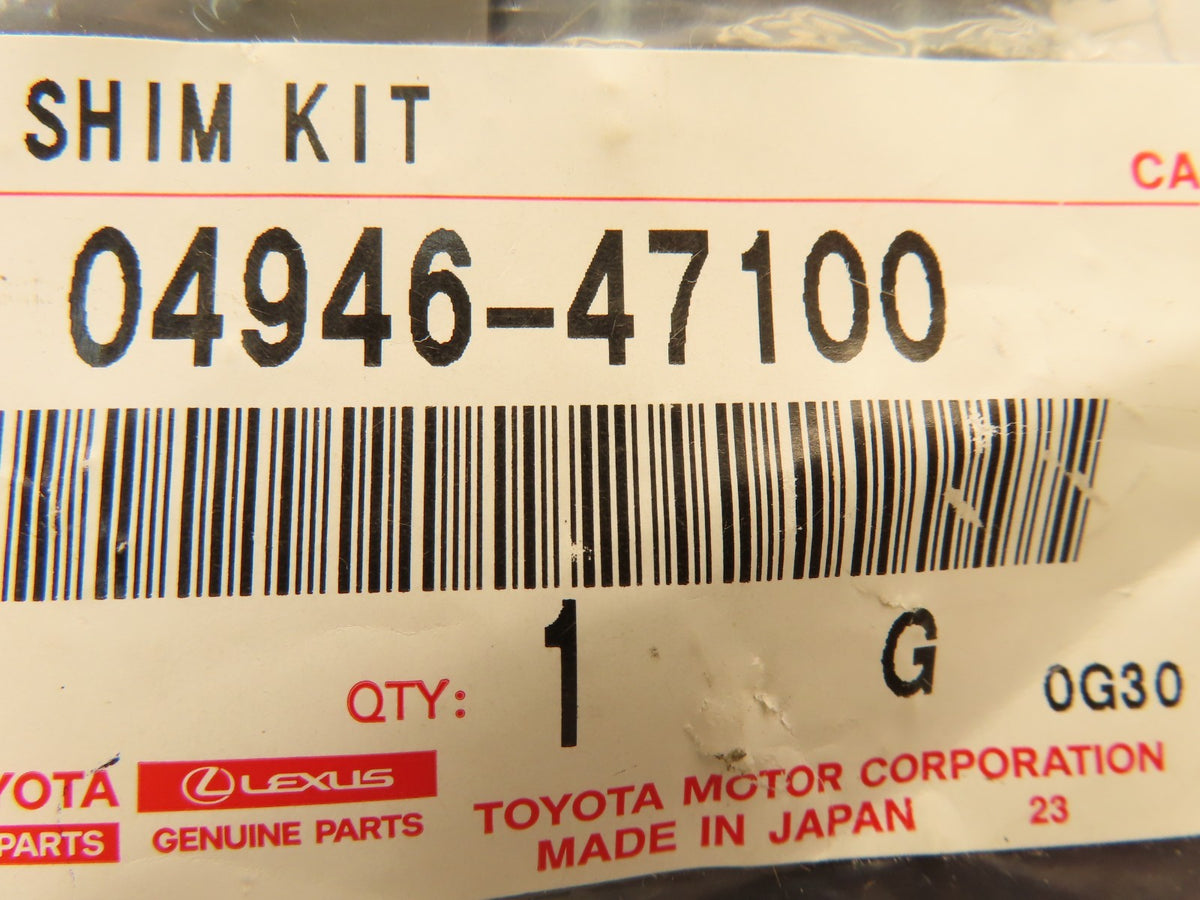 SHIM KIT
CA
04946-47100
1 G
QTY: 0G30
YOTA LEXUS
PARTS GENUINE PARTS
TOYOTA MOTOR CORPORATION
MADE IN JAPAN 23